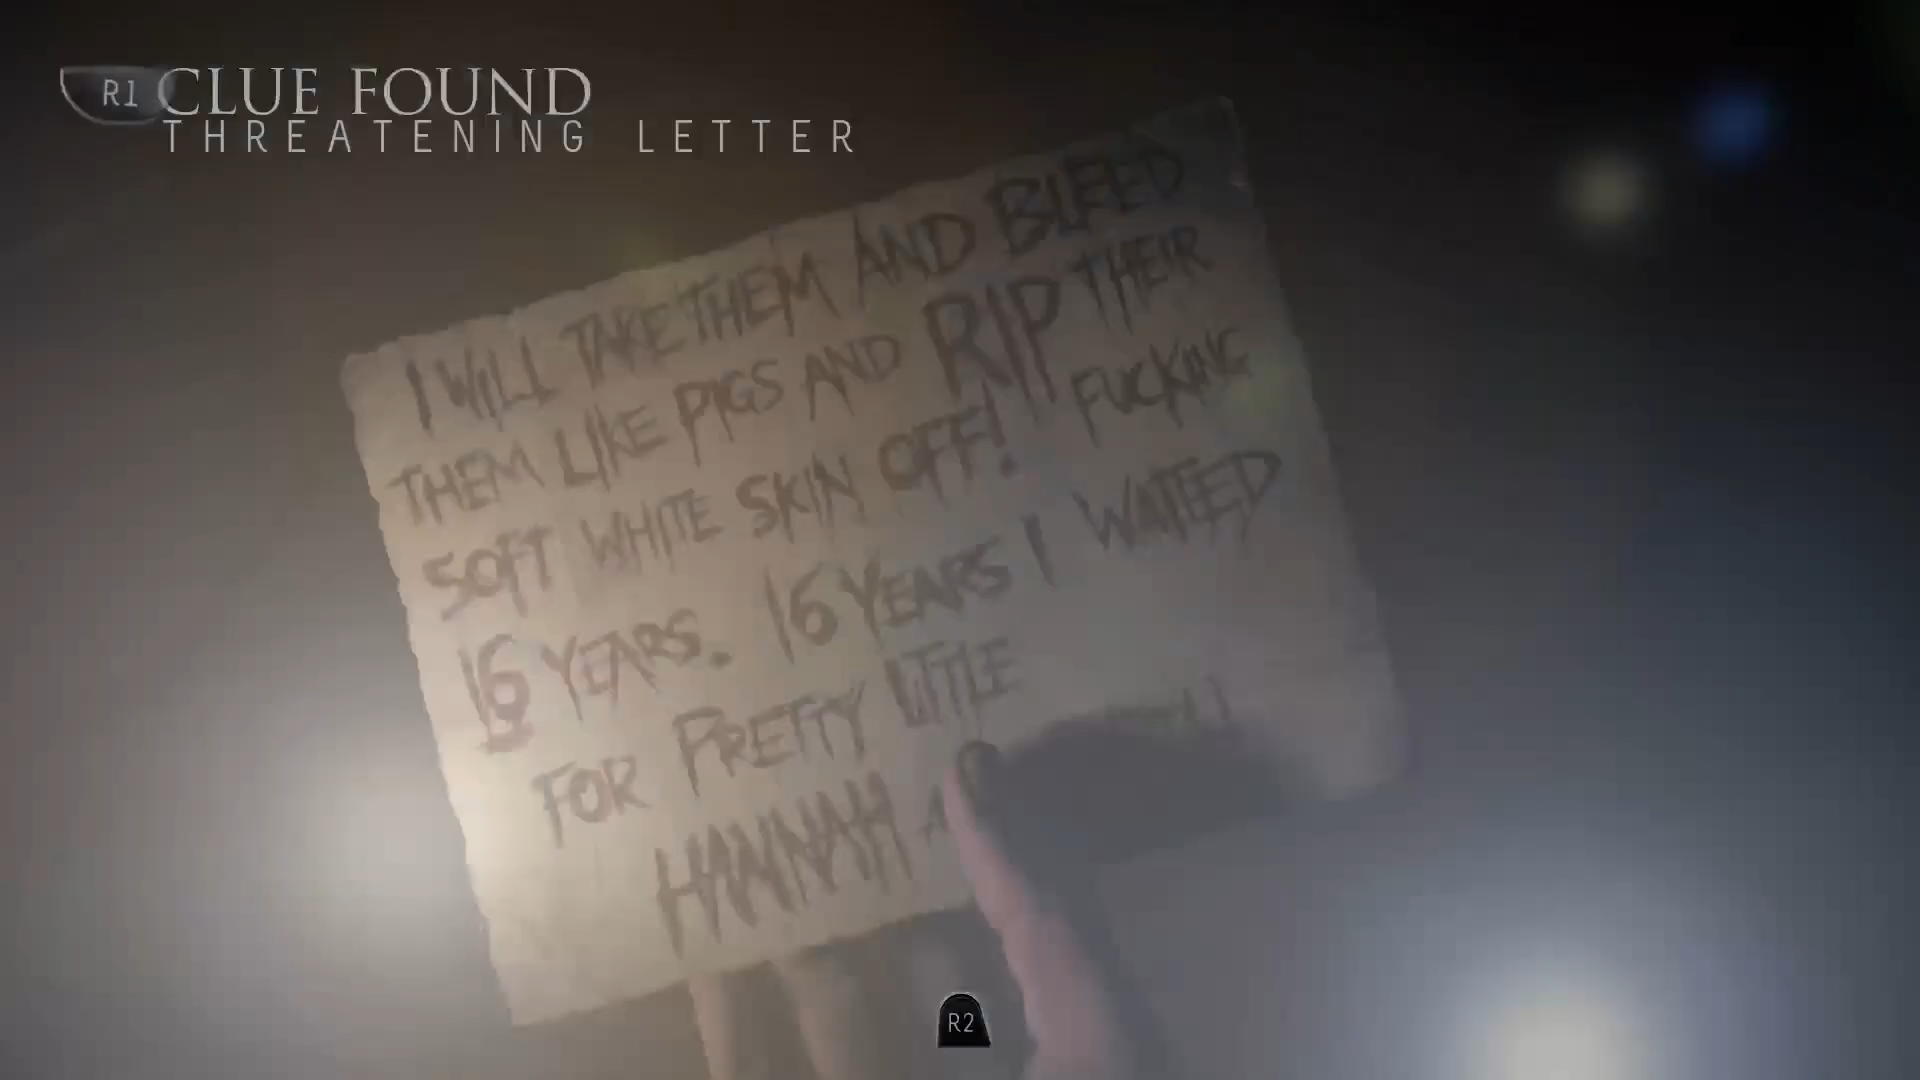 R1 CLUE FOUND
THREATENING LETTER
I WILL TAKE THEM AND BLEED
THEM LIKE PIGS AND RIP THEIR
SOFT WHITE SKIN OFF! FUCKING
16 YEARS. 16 YEARS I WAITED
FOR PRETTY LITTLE
HANNAH
R2